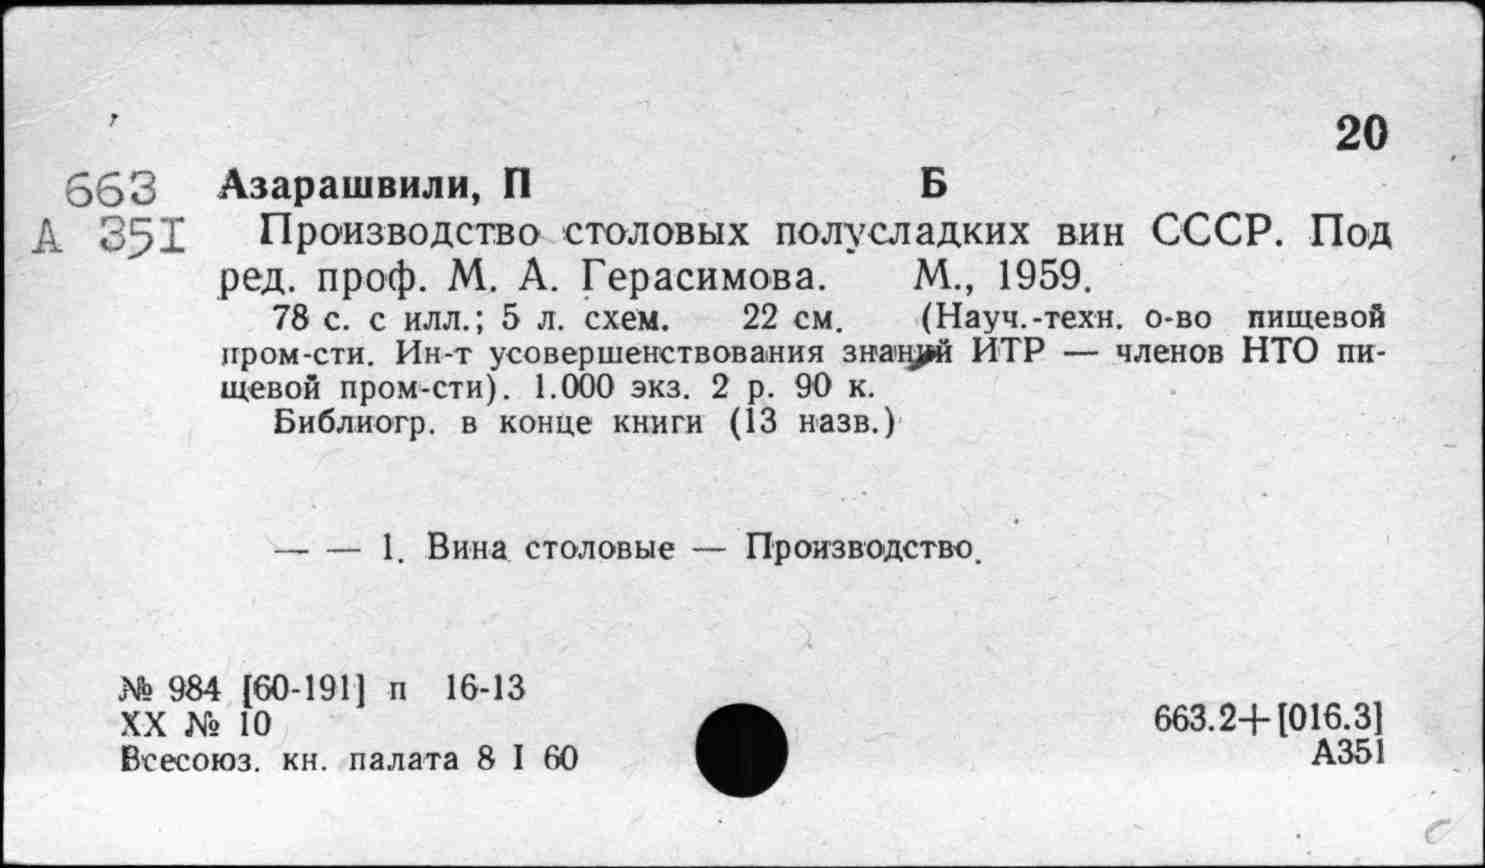 20
663 Азарашвили, П Б
А 35I Производство столовых полусладких вин СССР. Под
ред. проф. М. А. Герасимова. М., 1959.
78 с. с илл.; 5 л. схем. 22 см. (Науч.-техн. о-во пищевой
пром-сти. Ин-т усовершенствования знаний ИТР — членов НТО пи-
щевой пром-сти). 1.000 экз. 2 р. 90 к.
Библиогр. в конце книги (13 назв.)
— — 1. Вина столовые — Производство.
№ 984 [60-191] п 16-13
XX № 10
Всесоюз. кн. палата 8 I 60
663.2+[016.3]
А351